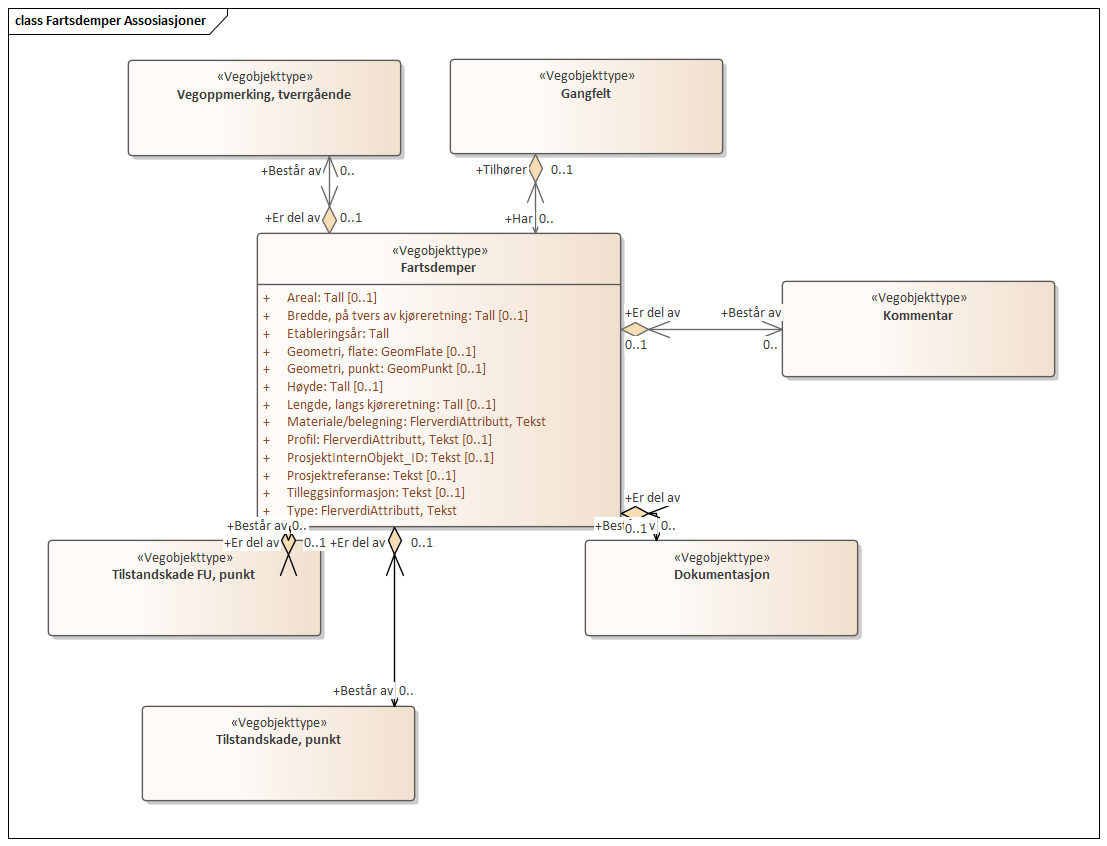 class Fartsdemper Assosiasjoner
«Vegobjekttype»
Vegoppmerking, tverrgående
«Vegobjekttype»
Gangfelt
+Består av 0..
+Er del av 0..1
+Tilhører 0..1
+Har 0..
«Vegobjekttype»
Fartsdemper
+ Areal: Tall [0..1]
+ Bredde, på tvers av kjøreretning: Tall [0..1]
+ Etableringsår: Tall
+ Geometri, flate: GeomFlate [0..1]
+ Geometri, punkt: GeomPunkt [0..1]
+ Høyde: Tall [0..1]
+ Lengde, langs kjøreretning: Tall [0..1]
+ Materiale/belegning: FlerverdiAttributt, Tekst
+ Profil: FlerverdiAttributt, Tekst [0..1]
+ ProsjektInternObjekt_ID: Tekst [0..1]
+ Prosjektreferanse: Tekst [0..1]
+ Tilleggsinformasjon: Tekst [0..1]
+ Type: FlerverdiAttributt, Tekst
+Er del av
0..1
+Består av
0..
«Vegobjekttype»
Kommentar
+Er del av
0..1
0..
«Vegobjekttype»
Dokumentasjon
+Består av 0..
+Er del av 0..1
«Vegobjekttype»
Tilstandskade FU, punkt
+Er del av 0..1
+Består av 0..
«Vegobjekttype»
Tilstandskade, punkt